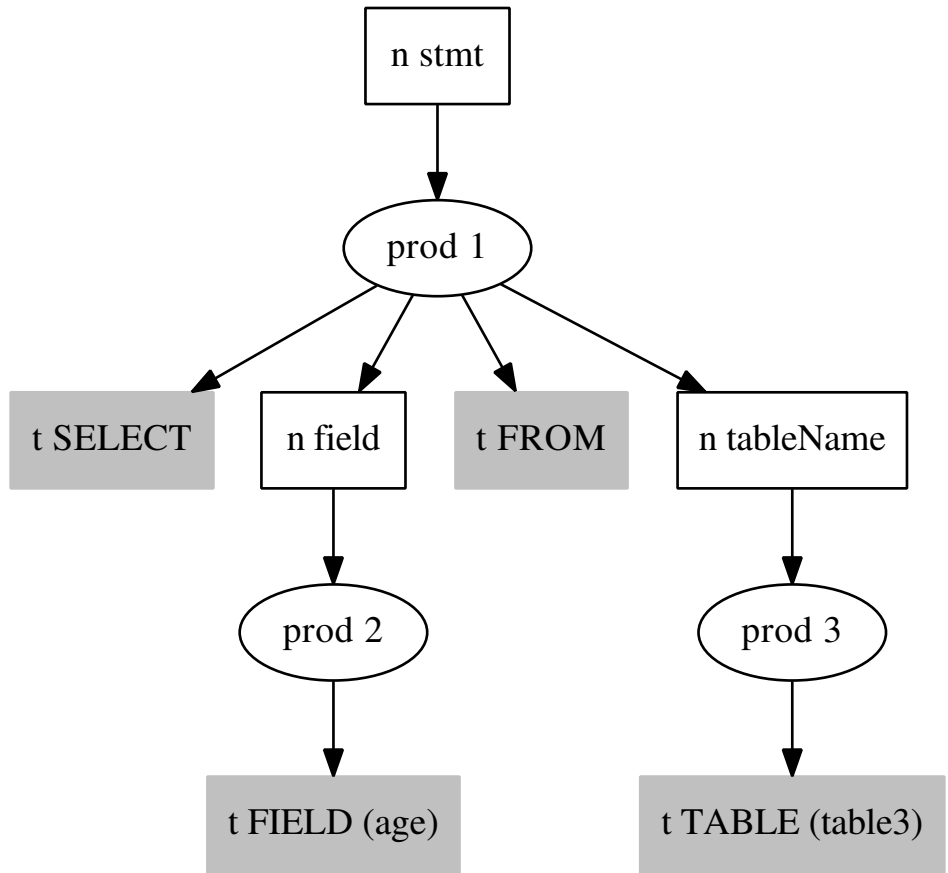 n stmt
prod 1
t SELECT
n field
t FROM
n tableName
prod 2
prod 3
t FIELD (age)
t TABLE (table3)